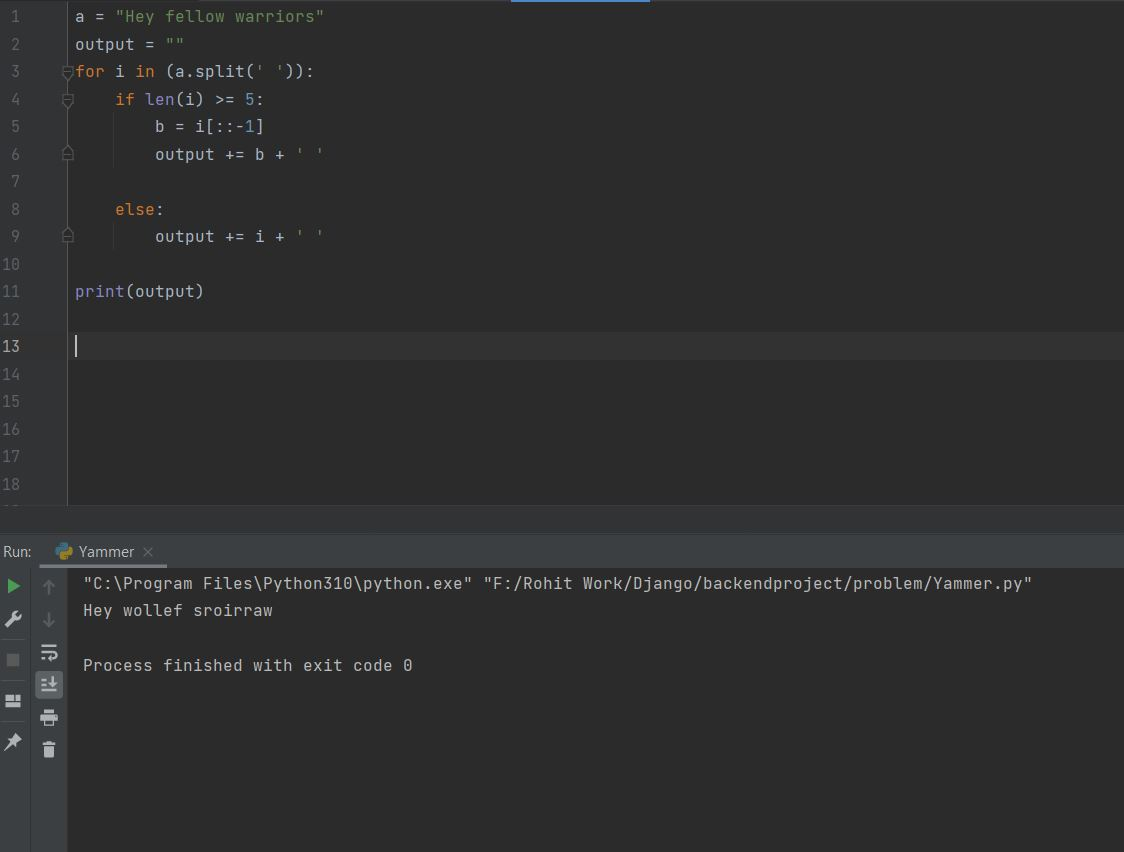 1 a = "Hey fellow warriors"
2 output = ""
3 for i in (a.split(' ')):
4     if len(i) >= 5:
5         b = i[::-1]
6         output += b + ' '
7
8     else:
9         output += i + ' '
10
11 print(output)
12
13
14
15
16
17
18
Run: Yammer
"C:\Program Files\Python310\python.exe" "F:/Rohit Work/Django/backendproject/problem/Yammer.py"
Hey wollef sroirraw
Process finished with exit code 0